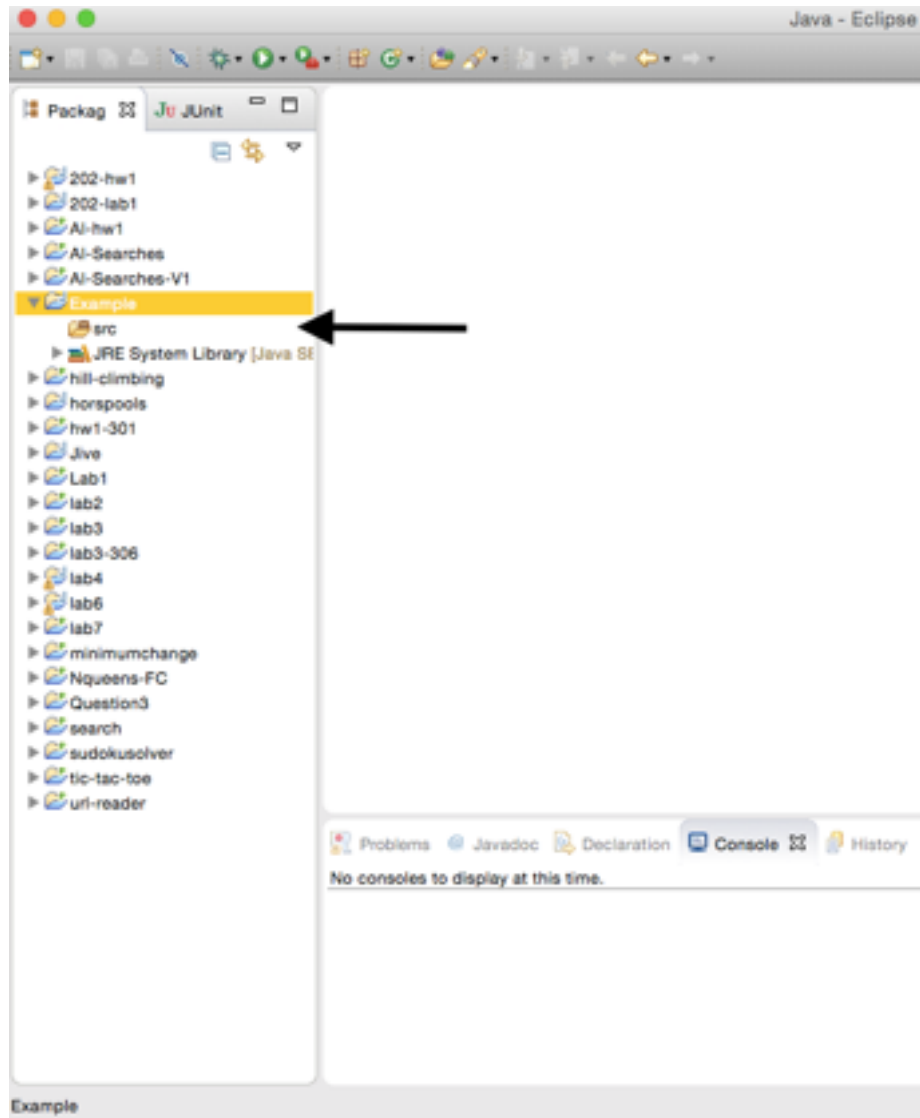 Java - Eclipse
Packag
Ju JUnit
202-hw1
202-lab1
AI-hw1
AI-Searches
AI-Searches-V1
Example
src
JRE System Library [Java SE
hill-climbing
horspools
hw1-301
Jive
Lab1
lab2
lab3
lab3-306
lab4
lab6
lab7
minimumchange
Nqueens-FC
Question3
search
sudokusolver
tic-tac-toe
url-reader
Problems @ Javadoc Declaration Console History
No consoles to display at this time.
Example